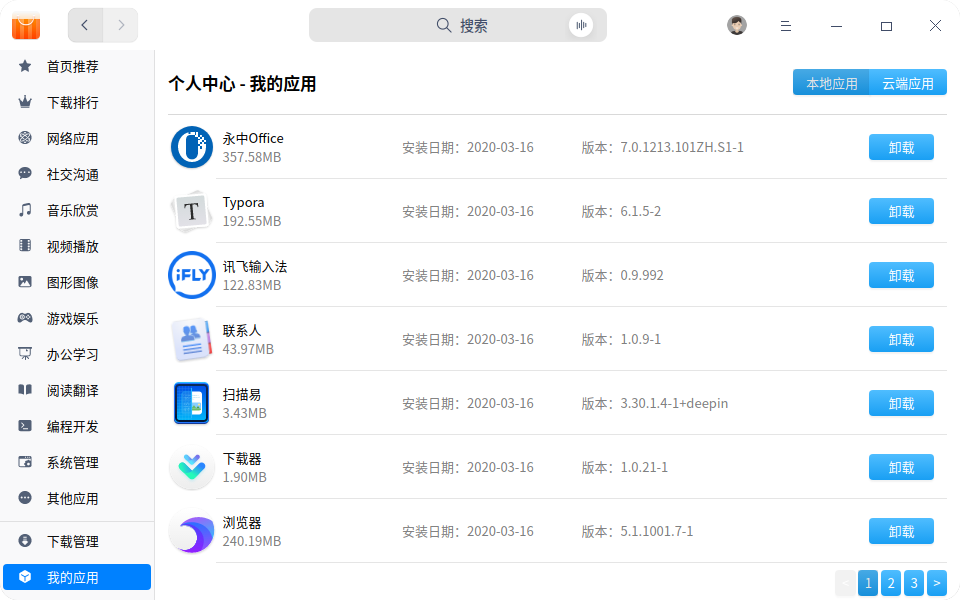 搜索
首页推荐
下载排行
网络应用
社交沟通
音乐欣赏
视频播放
图形图像
游戏娱乐
办公学习
阅读翻译
编程开发
系统管理
其他应用
下载管理
我的应用
个人中心 - 我的应用
本地应用 云端应用
永中Office
357.58MB
安装日期：2020-03-16
版本：7.0.1213.101ZH.S1-1
卸载
T
Typora
192.55MB
安装日期：2020-03-16
版本：6.1.5-2
卸载
iFLY
讯飞输入法
122.83MB
安装日期：2020-03-16
版本：0.9.992
卸载
联系人
43.97MB
安装日期：2020-03-16
版本：1.0.9-1
卸载
扫描易
3.43MB
安装日期：2020-03-16
版本：3.30.1.4-1+deepin
卸载
下载器
1.90MB
安装日期：2020-03-16
版本：1.0.21-1
卸载
浏览器
240.19MB
安装日期：2020-03-16
版本：5.1.1001.7-1
卸载
< 1 2 3 >